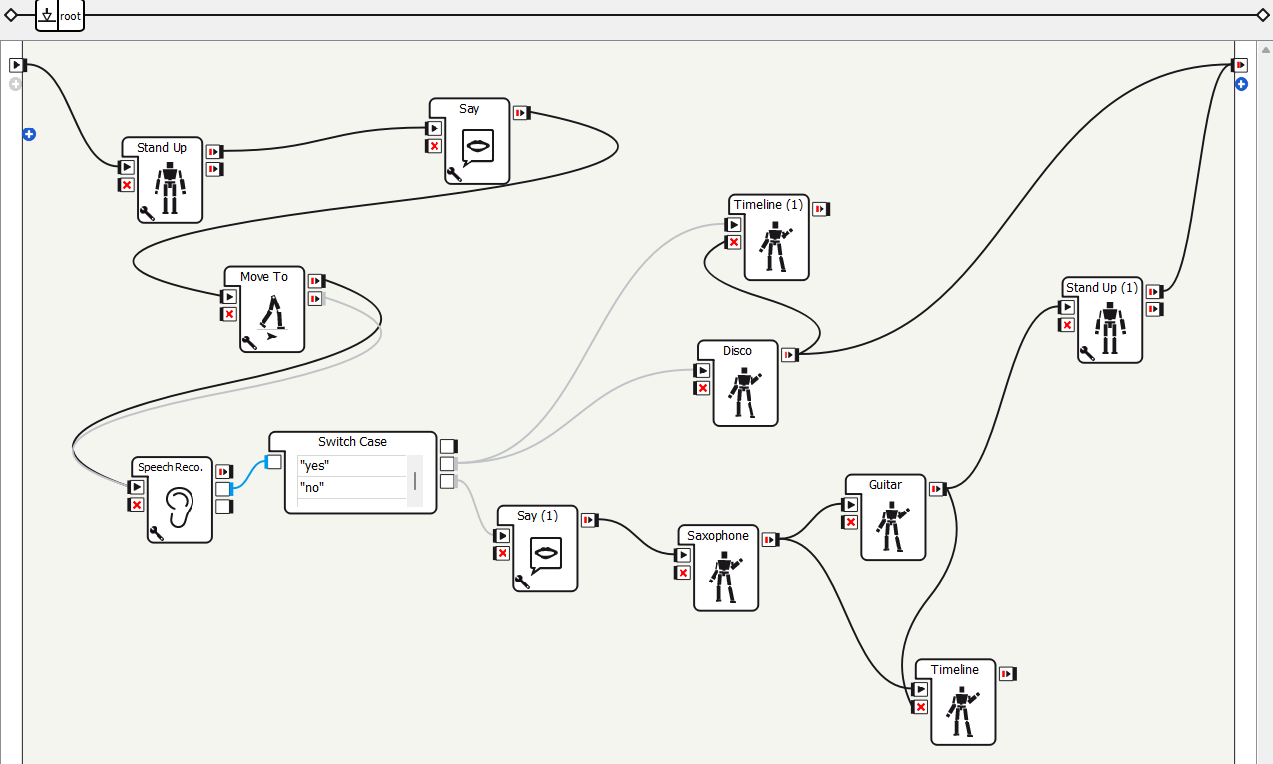 root
Say
Stand Up
Timeline (1)
Move To
Stand Up (1)
Disco
Switch Case
"yes"
"no"
Speech Reco.
Guitar
Say (1)
Saxophone
Timeline